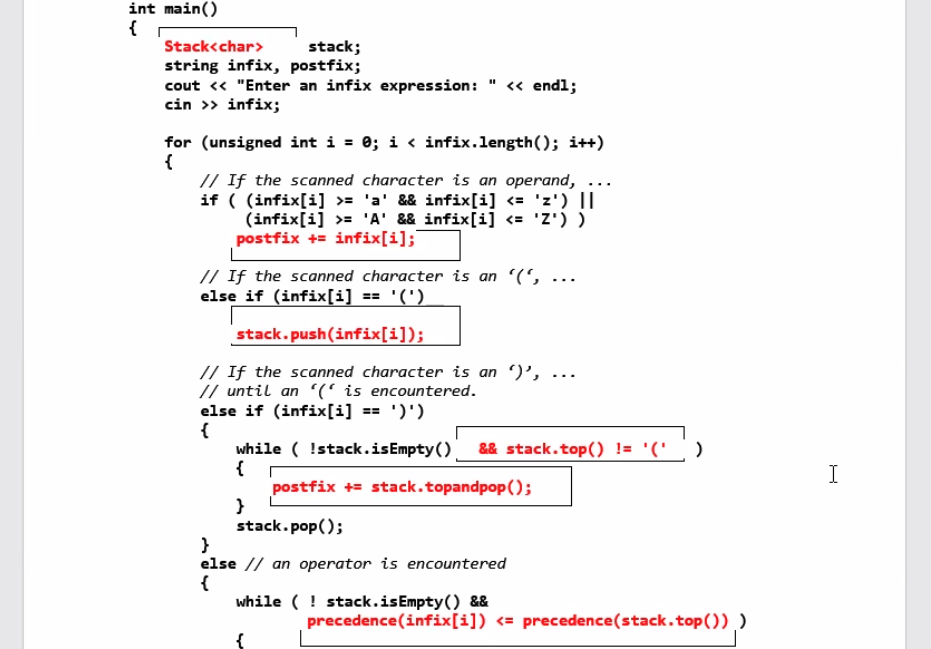 int main()
{
Stack<char> stack;
string infix, postfix;
cout << "Enter an infix expression: " << endl;
cin >> infix;
for (unsigned int i = 0; i < infix.length(); i++)
{
// If the scanned character is an operand, ...
if ( (infix[i] >= 'a' && infix[i] <= 'z') ||
(infix[i] >= 'A' && infix[i] <= 'Z') )
postfix += infix[i];
// If the scanned character is an ‘(‘, ...
else if (infix[i] == '(')
stack.push(infix[i]);
// If the scanned character is an ‘)’, ...
// until an ‘(‘ is encountered.
else if (infix[i] == ')')
{
while ( !stack.isEmpty() && stack.top() != '(' )
{
postfix += stack.topandpop();
}
stack.pop();
}
else // an operator is encountered
{
while ( ! stack.isEmpty() &&
precedence(infix[i]) <= precedence(stack.top()) )
{